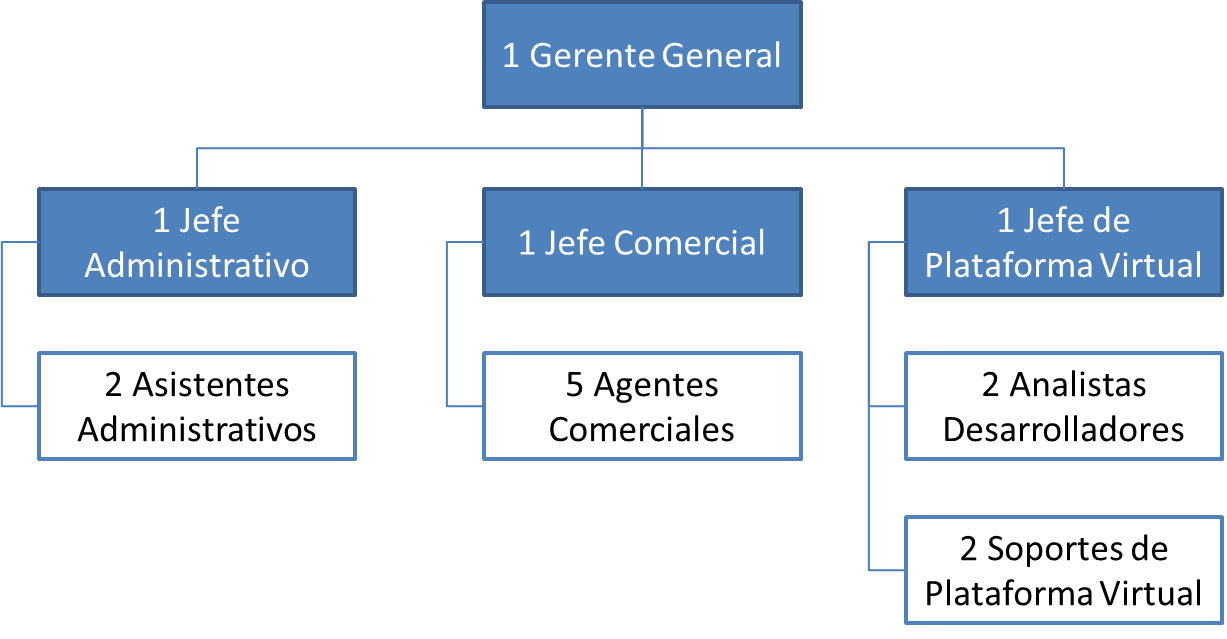 1 Gerente General
1 Jefe
Administrativo
1 Jefe Comercial
1 Jefe de
Plataforma Virtual
2 Asistentes
Administrativos
5 Agentes
Comerciales
2 Analistas
Desarrolladores
2 Soportes de
Plataforma Virtual